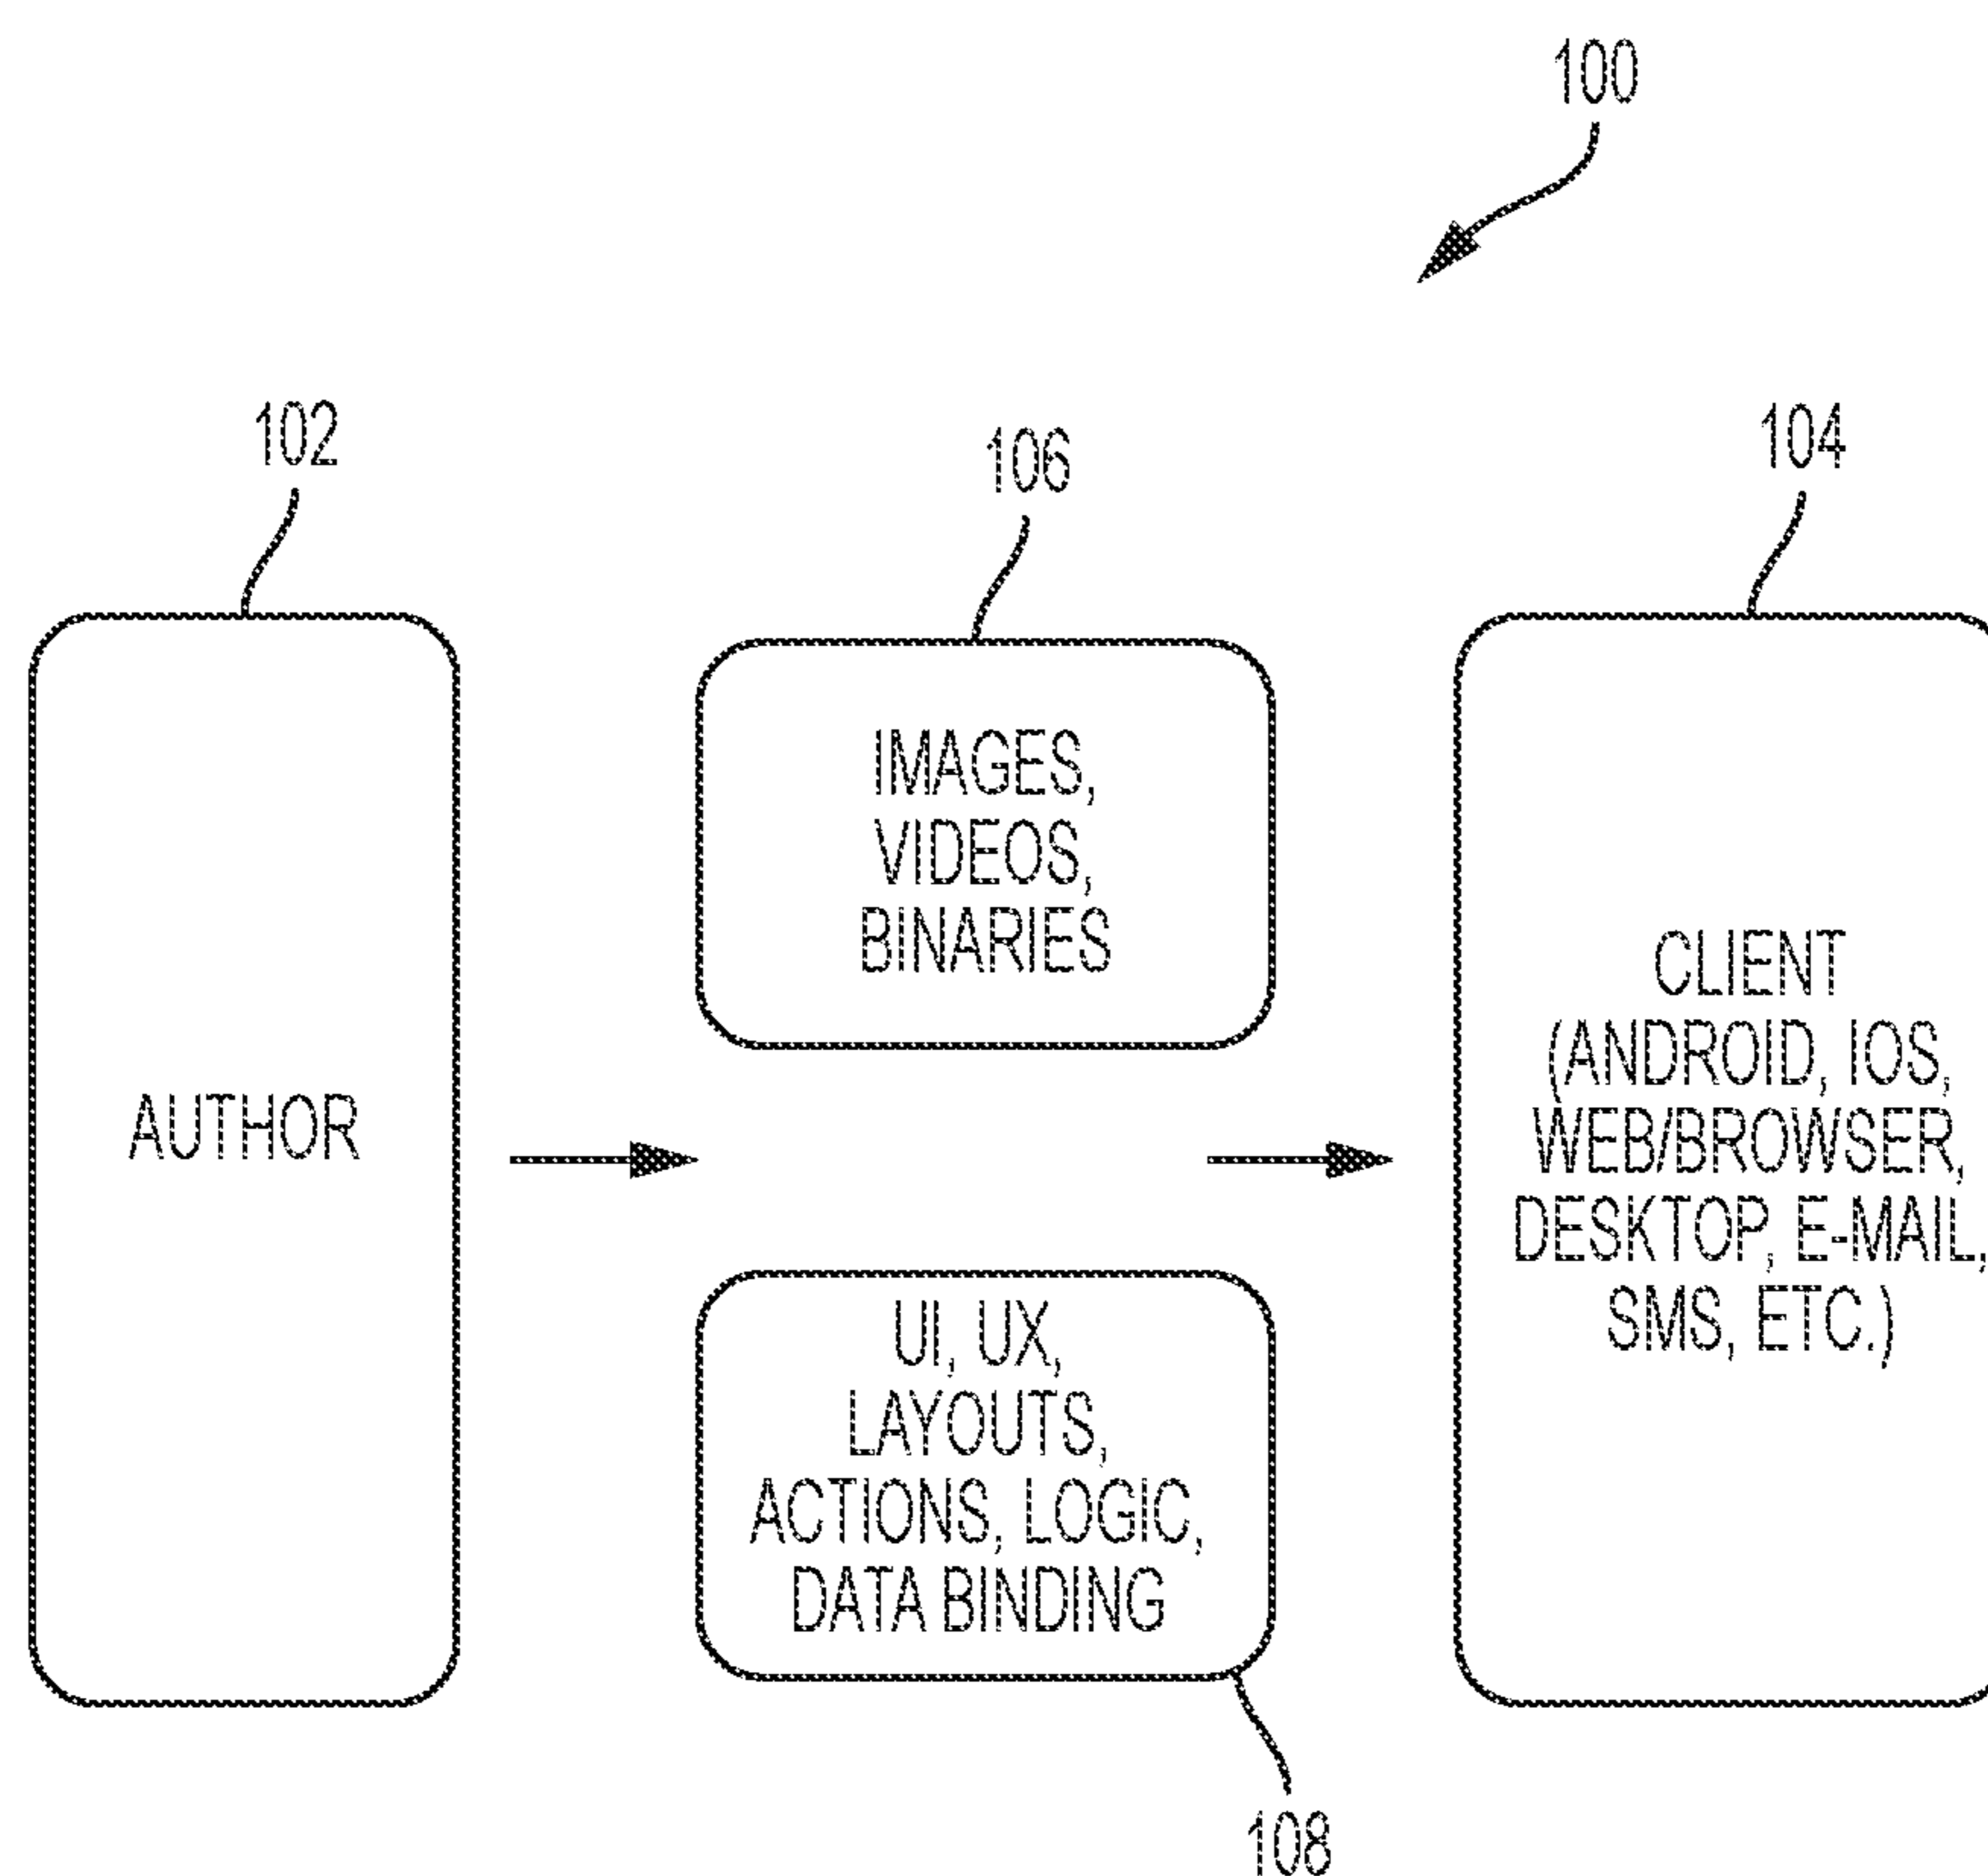 100
102
106
104
AUTHOR
IMAGES,
VIDEOS,
BINARIES
UI, UX,
LAYOUTS,
ACTIONS, LOGIC,
DATA BINDING
CLIENT
(ANDROID, IOS,
WEB/BROWSER,
DESKTOP, E-MAIL,
SMS, ETC.)
108